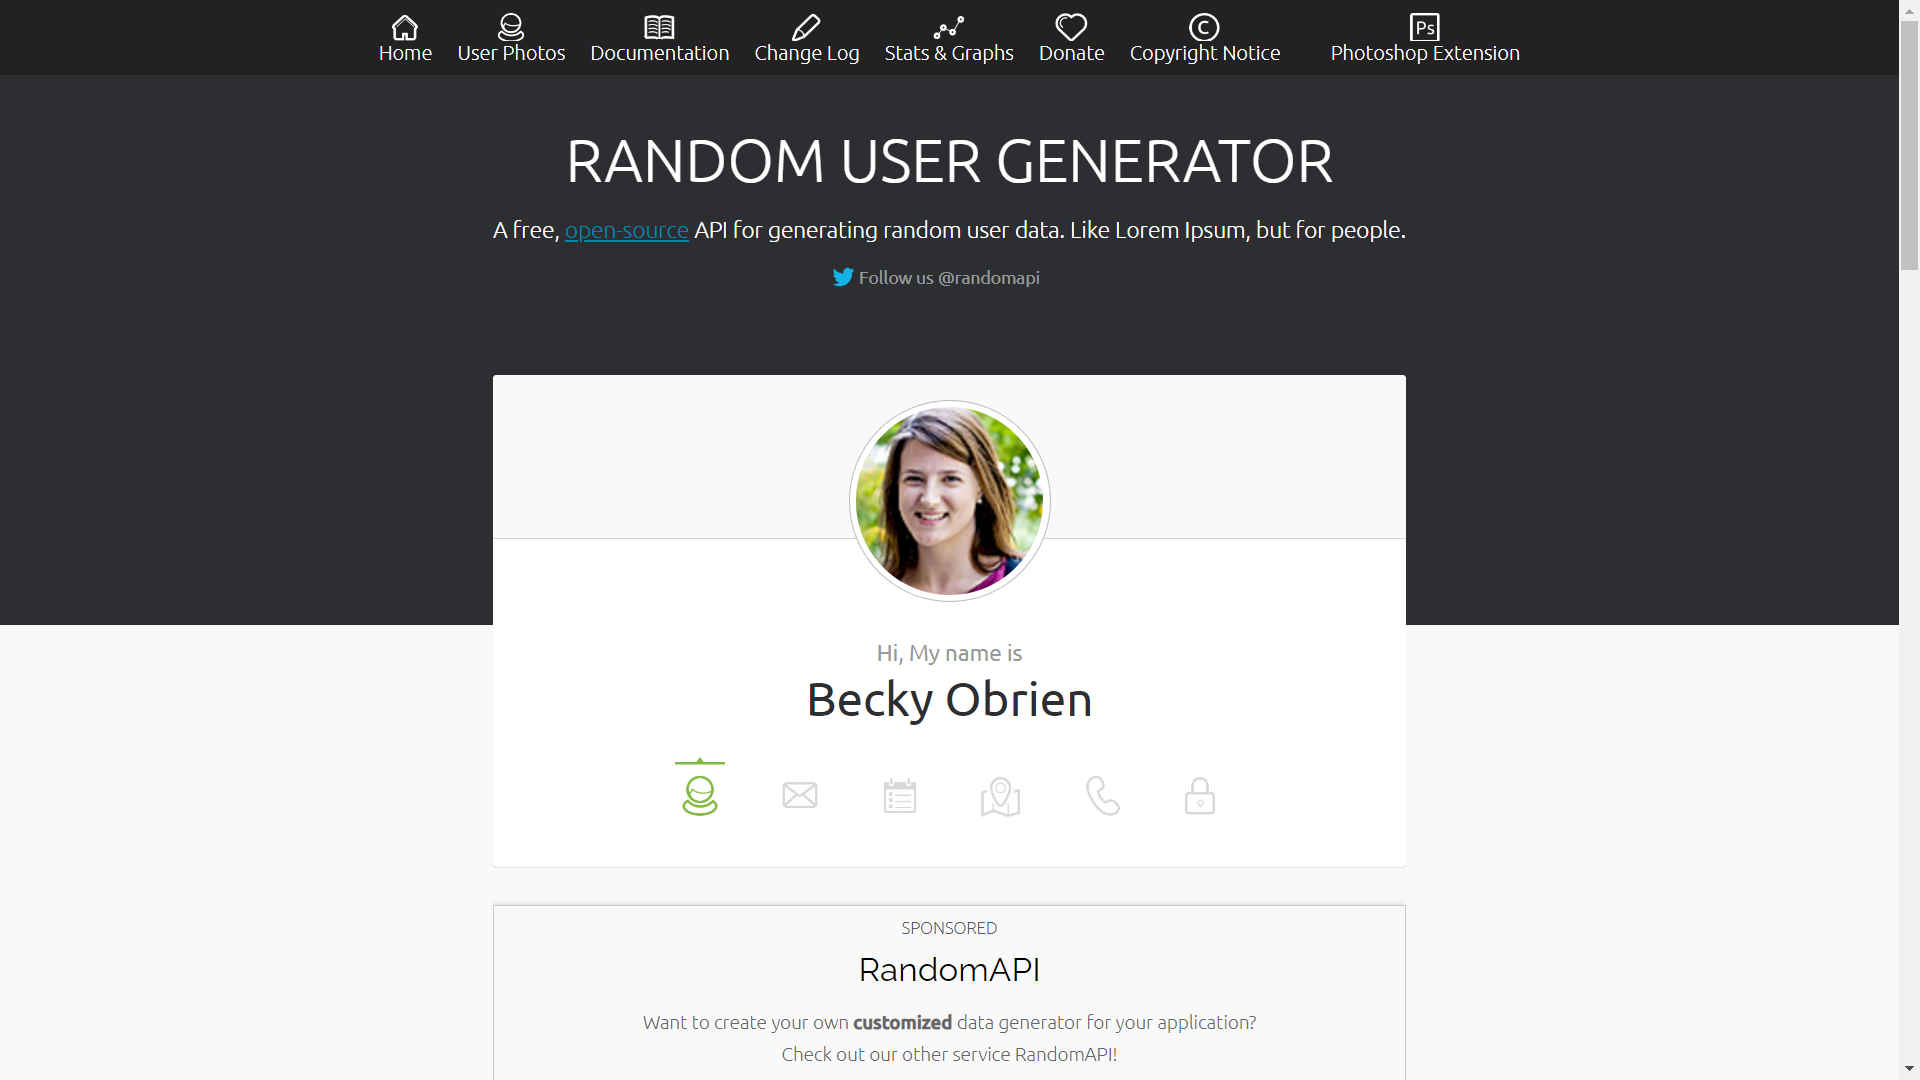 Home
User Photos
Documentation
Change Log
Stats & Graphs
Donate
Copyright Notice
Ps
Photoshop Extension
RANDOM USER GENERATOR
A free, open-source API for generating random user data. Like Lorem Ipsum, but for people.
Follow us @randomapi
Hi, My name is
Becky Obrien
SPONSORED
RandomAPI
Want to create your own customized data generator for your application?
Check out our other service RandomAPI!